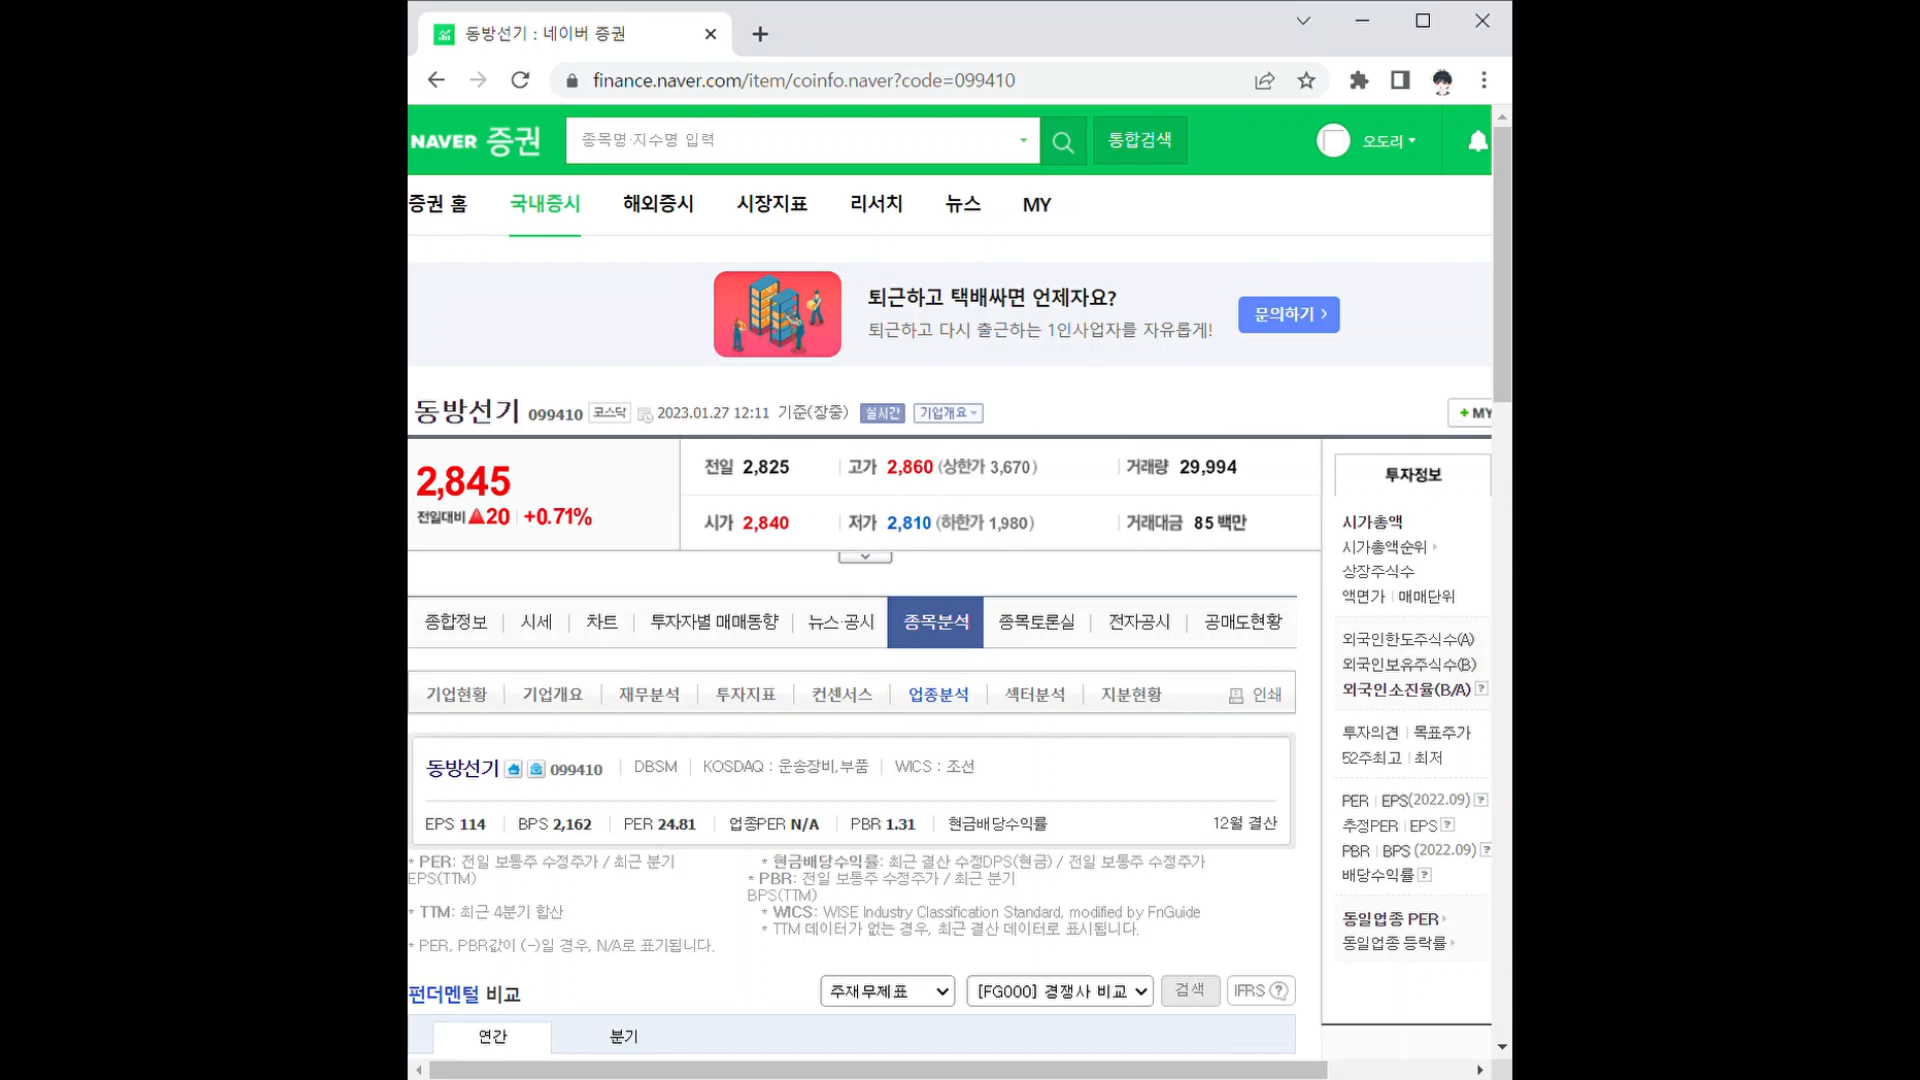 동방선기 : 네이버 증권
finance.naver.com/item/coinfo.naver?code=099410
NAVER 증권
종목명·지수명 입력
통합검색
오도리
증권 홈
국내증시
해외증시
시장지표
리서치
뉴스
MY
퇴근하고 택배싸면 언제자요?
퇴근하고 다시 출근하는 1인사업자를 자유롭게!
문의하기 ›
동방선기 099410 코스닥 2023.01.27 12:11 기준(장중) 실시간 기업개요
+ MY
2,845
전일대비 ▲20 +0.71%
전일 2,825
고가 2,860 (상한가 3,670)
거래량 29,994
시가 2,840
저가 2,810 (하한가 1,980)
거래대금 85 백만
투자정보
시가총액
시가총액순위
상장주식수
액면가 | 매매단위
외국인한도주식수(A)
외국인보유주식수(B)
외국인소진율(B/A) ?
투자의견 | 목표주가
52주최고 | 최저
PER | EPS(2022.09) ?
추정PER | EPS ?
PBR | BPS (2022.09) ?
배당수익률 ?
동일업종 PER
동일업종 등락률
종합정보 | 시세 | 차트 | 투자자별 매매동향 | 뉴스·공시 종목분석 종목토론실 | 전자공시 | 공매도현황
기업현황 | 기업개요 | 재무분석 | 투자지표 | 컨센서스 | 업종분석 | 섹터분석 | 지분현황 인쇄
동방선기 099410 | DBSM | KOSDAQ : 운송장비,부품 | WICS : 조선
EPS 114 | BPS 2,162 | PER 24.81 | 업종PER N/A | PBR 1.31 | 현금배당수익률 12월 결산
* PER: 전일 보통주 수정주가 / 최근 분기
EPS(TTM)
* TTM: 최근 4분기 합산
* PER, PBR값이 (-)일 경우, N/A로 표기됩니다.
* 현금배당수익률: 최근 결산 수정DPS(현금) / 전일 보통주 수정주가
* PBR: 전일 보통주 수정주가 / 최근 분기
BPS(TTM)
* WICS: WISE Industry Classification Standard, modified by FnGuide
* TTM 데이터가 없는 경우, 최근 결산 데이터로 표시됩니다.
펀더멘털 비교
주재무제표
[FG000] 경쟁사 비교
검색
IFRS ?
연간
분기